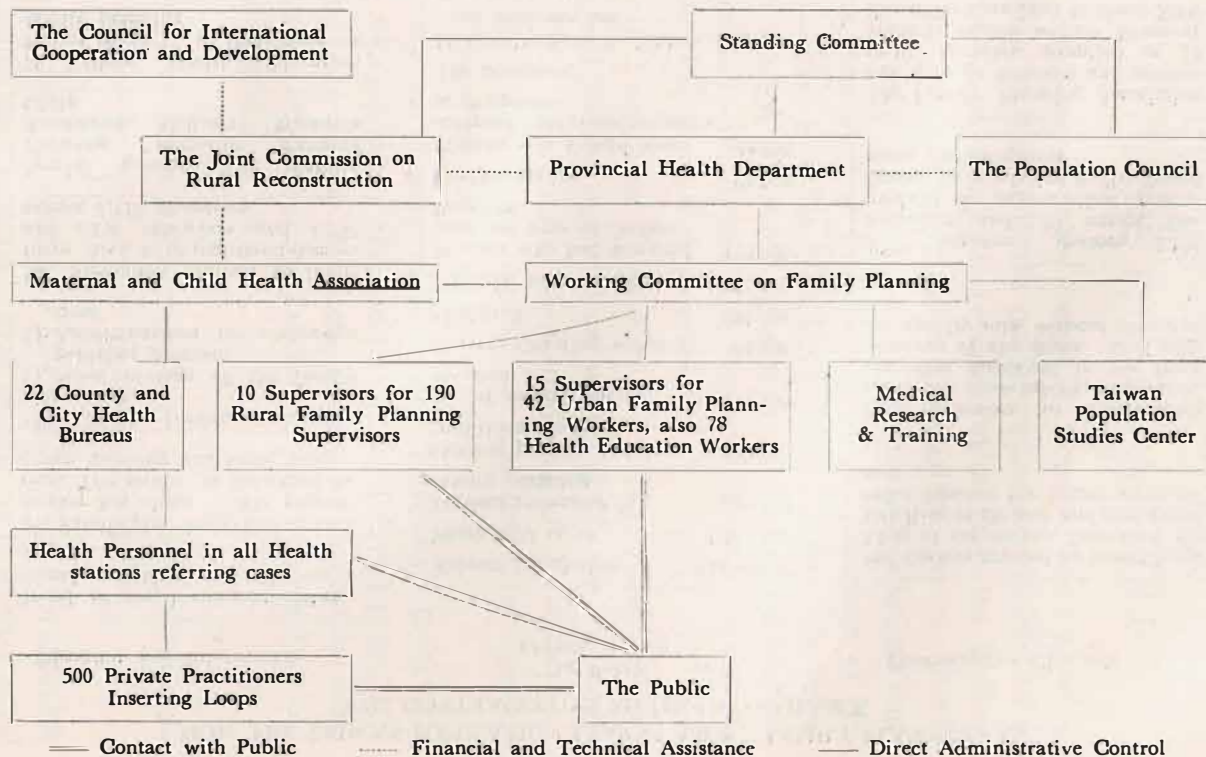 The Council for International
Cooperation and Development
Standing Committee
The Joint Commission on
Rural Reconstruction
Provincial Health Department
The Population Council
Maternal and Child Health Association
Working Committee on Family Planning
22 County and
City Health
Bureaus
10 Supervisors for 190
Rural Family Planning
Supervisors
15 Supervisors for
42 Urban Family Plann-
ing Workers, also 78
Health Education Workers
Medical
Research
& Training
Taiwan
Population
Studies Center
Health Personnel in all Health
stations referring cases
500 Private Practitioners
Inserting Loops
The Public
Contact with Public
Financial and Technical Assistance
Direct Administrative Control